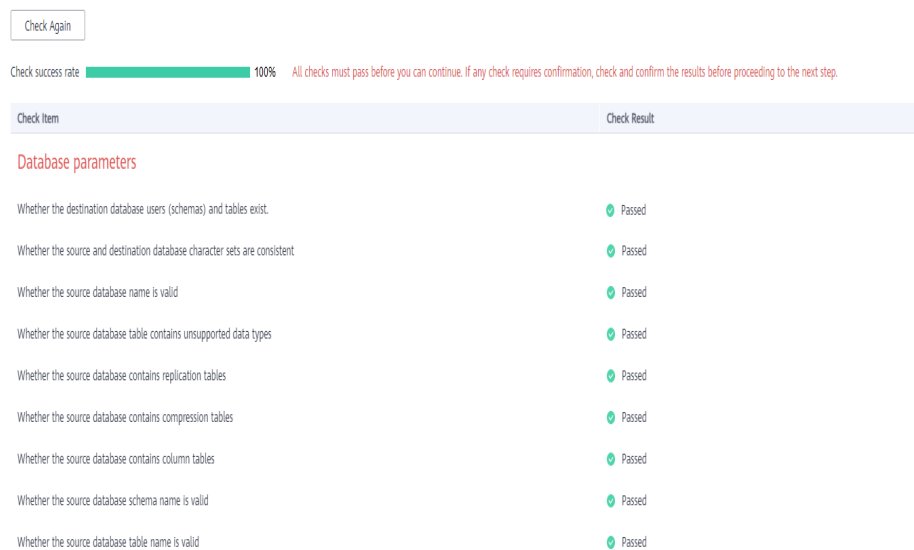 Check Again
Check success rate 100% All checks must pass before you can continue. If any check requires confirmation, check and confirm the results before proceeding to the next step.
Check Item Check Result
Database parameters
Whether the destination database users (schemas) and tables exist. Passed
Whether the source and destination database character sets are consistent Passed
Whether the source database name is valid Passed
Whether the source database table contains unsupported data types Passed
Whether the source database contains replication tables Passed
Whether the source database contains compression tables Passed
Whether the source database contains column tables Passed
Whether the source database schema name is valid Passed
Whether the source database table name is valid Passed